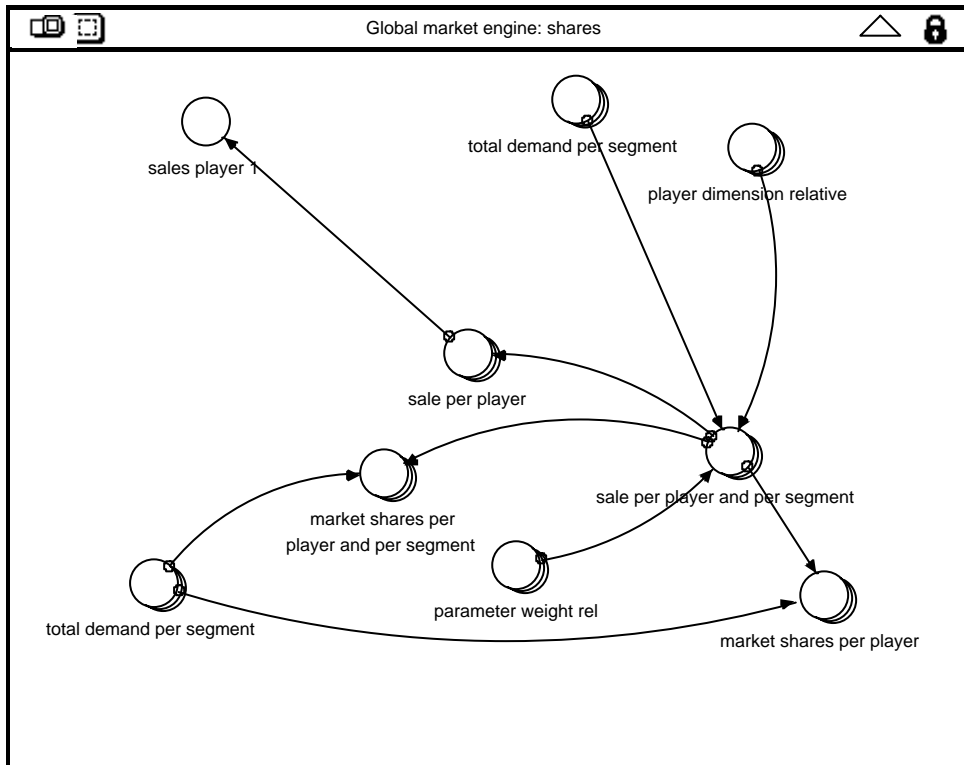 Global market engine: shares
total demand per segment
sales player 1
player dimension relative
sale per player
sale per player and per segment
market shares per
player and per segment
parameter weight rel
total demand per segment
market shares per player